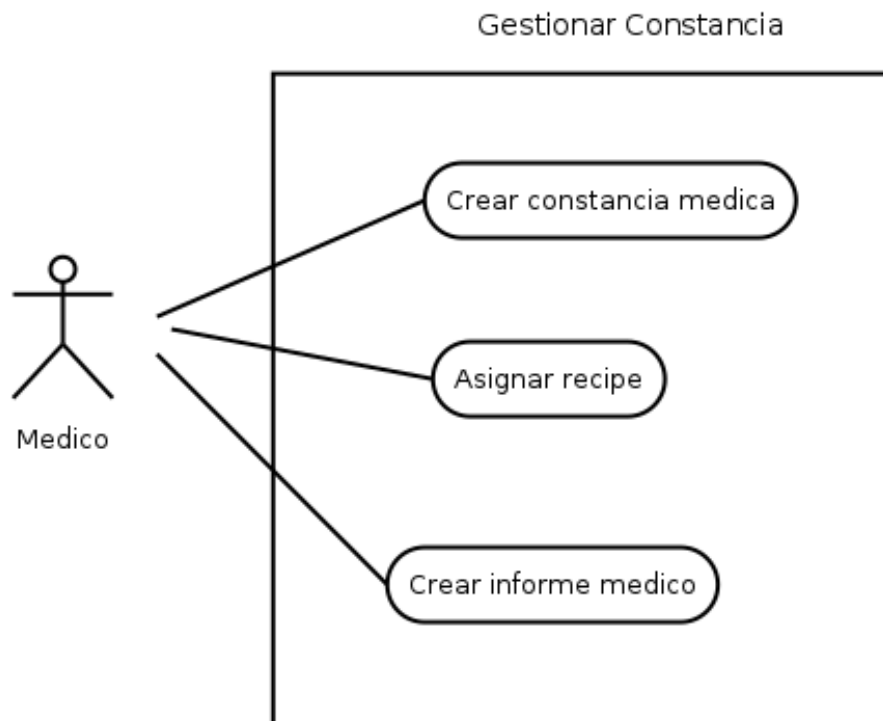 Gestionar Constancia
Crear constancia medica
Asignar recipe
Medico
Crear informe medico